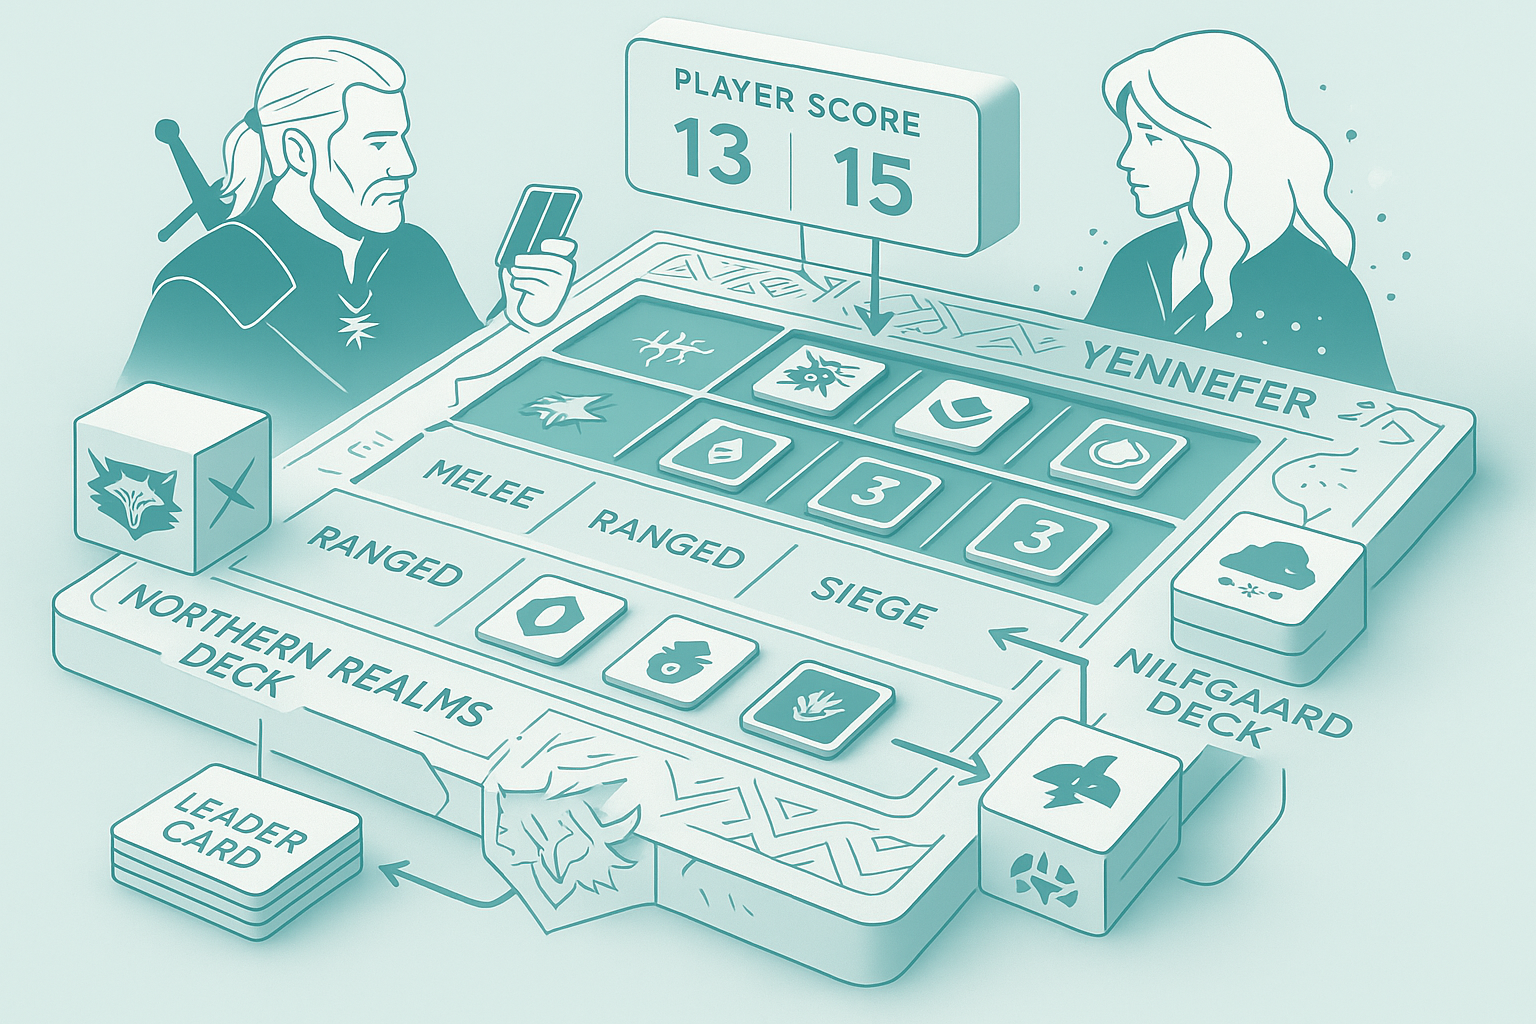 PLAYER SCORE
13 15
YENNEFER
3
3
MELEE
RANGED
SIEGE
RANGED
NORTHERN REALMS
DECK
NILFGAARD
DECK
LEADER
CARD